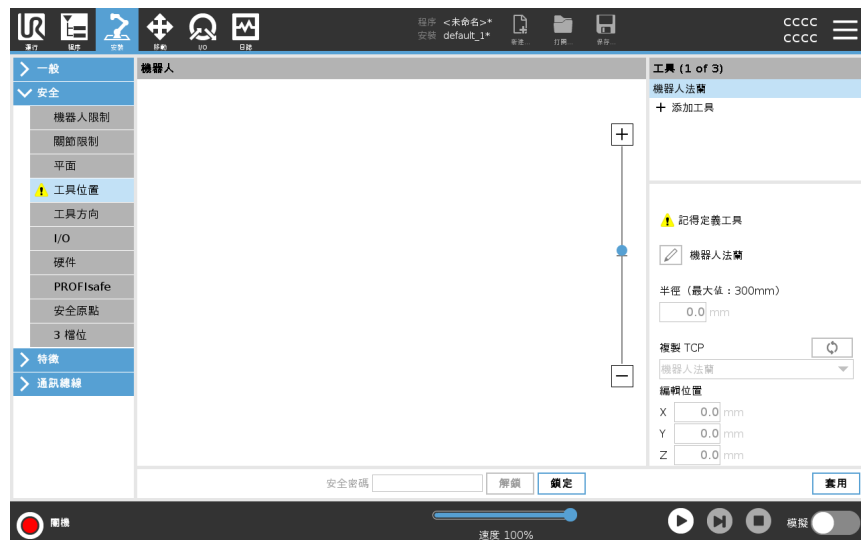 運行
程序
安裝
移動
I/O
日誌
程序 <未命名>*
安裝 default_1*
新建...
打開...
保存...
CCCC
CCCC
一般
安全
機器人限制
關節限制
平面
工具位置
工具方向
I/O
硬件
PROFIsafe
安全原點
3 檔位
特徵
通訊總線
機器人
工具 (1 of 3)
機器人法蘭
添加工具
記得定義工具
機器人法蘭
半徑（最大值：300mm）
0.0 mm
複製 TCP
機器人法蘭
編輯位置
X 0.0 mm
Y 0.0 mm
Z 0.0 mm
安全密碼
解鎖
鎖定
套用
關機
速度 100%
模擬